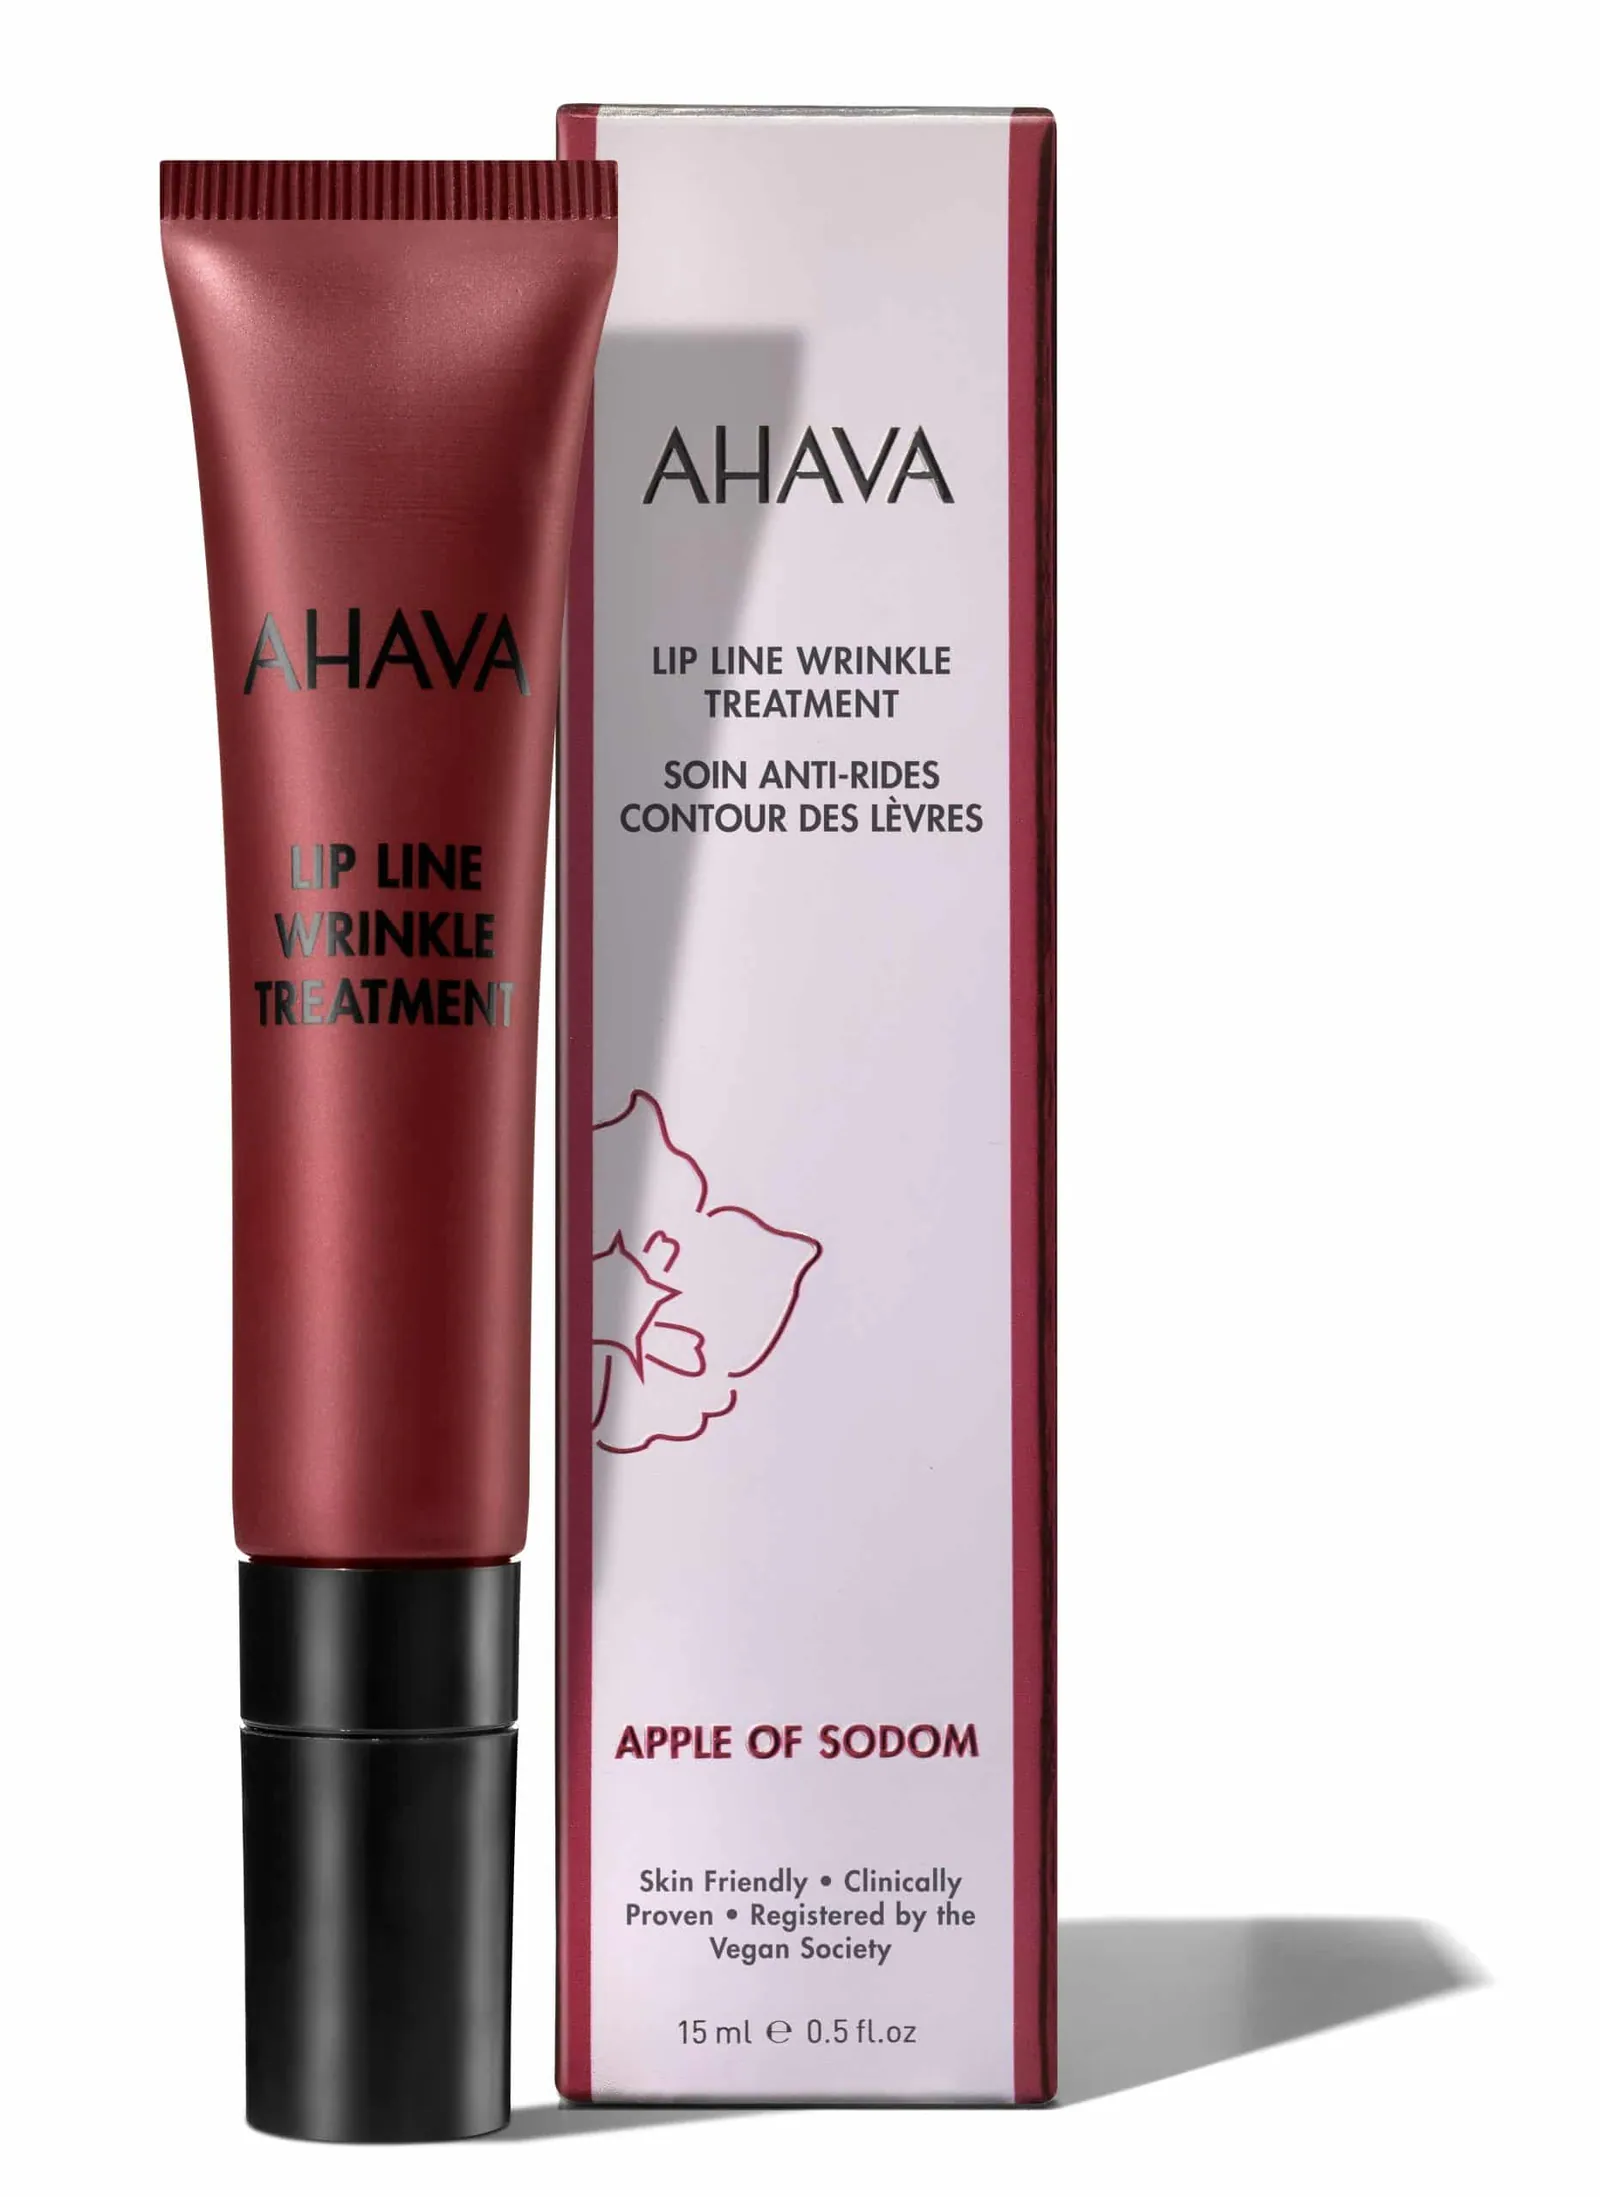 AHAVA
LIP LINE
WRINKLE
TREATMENT
AHAVA
LIP LINE WRINKLE
TREATMENT
SOIN ANTI-RIDES
CONTOUR DES LÈVRES
APPLE OF SODOM
Skin Friendly • Clinically
Proven • Registered by the
Vegan Society
15 ml ℮ 0.5 fl.oz